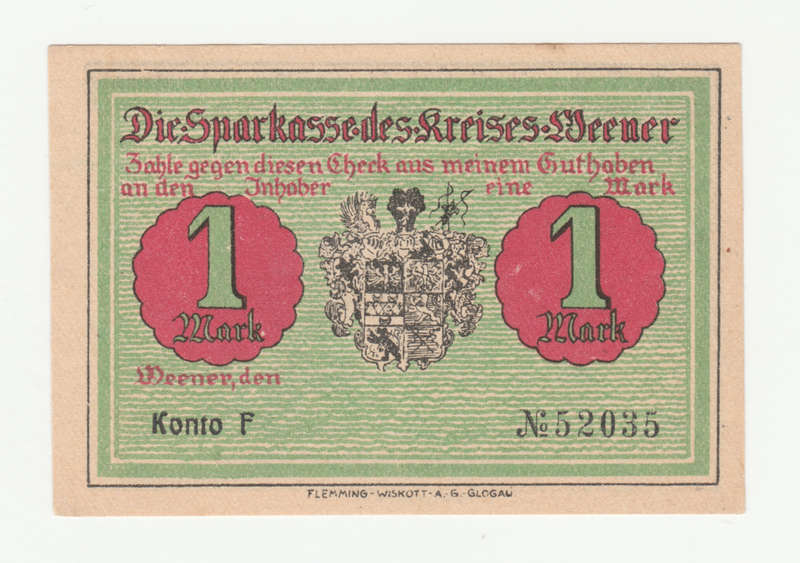 Die Sparkasse des Kreises Weener
Zahle gegen diesen Check aus meinem Guthaben
an den Inhaber eine Mark
1 Mark
1 Mark
Weener, den
Konto F
№ 52035
FLEMMING-WISKOTT-A.-G.-GLOGAU.